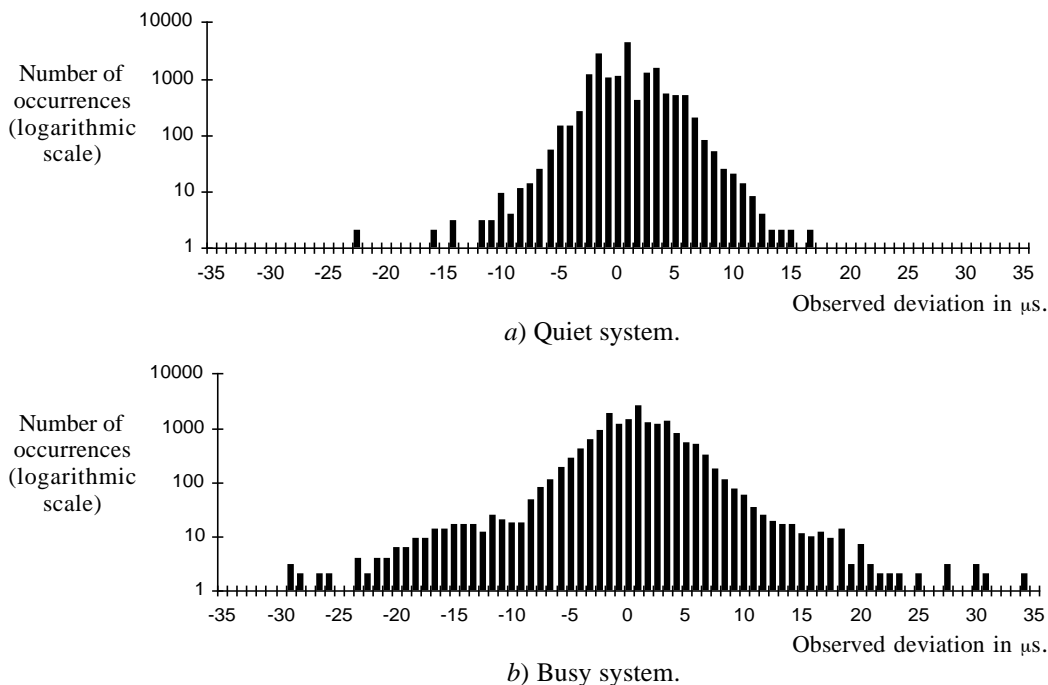 10000
Number of
occurrences
(logarithmic
scale)
1000
100
10
1
-35 -30 -25 -20 -15 -10 -5 0 5 10 15 20 25 30 35
Observed deviation in μs.
a) Quiet system.
10000
Number of
occurrences
(logarithmic
scale)
1000
100
10
1
-35 -30 -25 -20 -15 -10 -5 0 5 10 15 20 25 30 35
Observed deviation in μs.
b) Busy system.